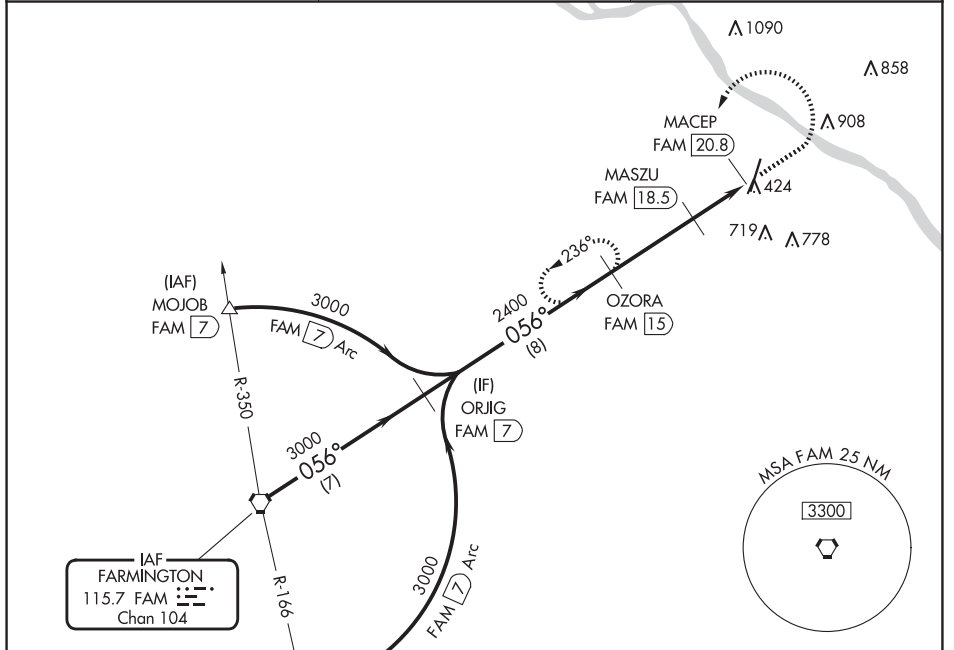 1090
858
908
MACEP
FAM 20.8
MASZU
FAM 18.5
424
719
778
236°
OZORA
FAM 15
(IAF)
MOJOB
FAM 7
3000
FAM 7 Arc
2400
056°
(8)
(IF)
ORJIG
FAM 7
R-350
3000
056°
(7)
MSA FAM 25 NM
3300
IAF
FARMINGTON
115.7 FAM
Chan 104
R-166
3000
FAM 7 Arc